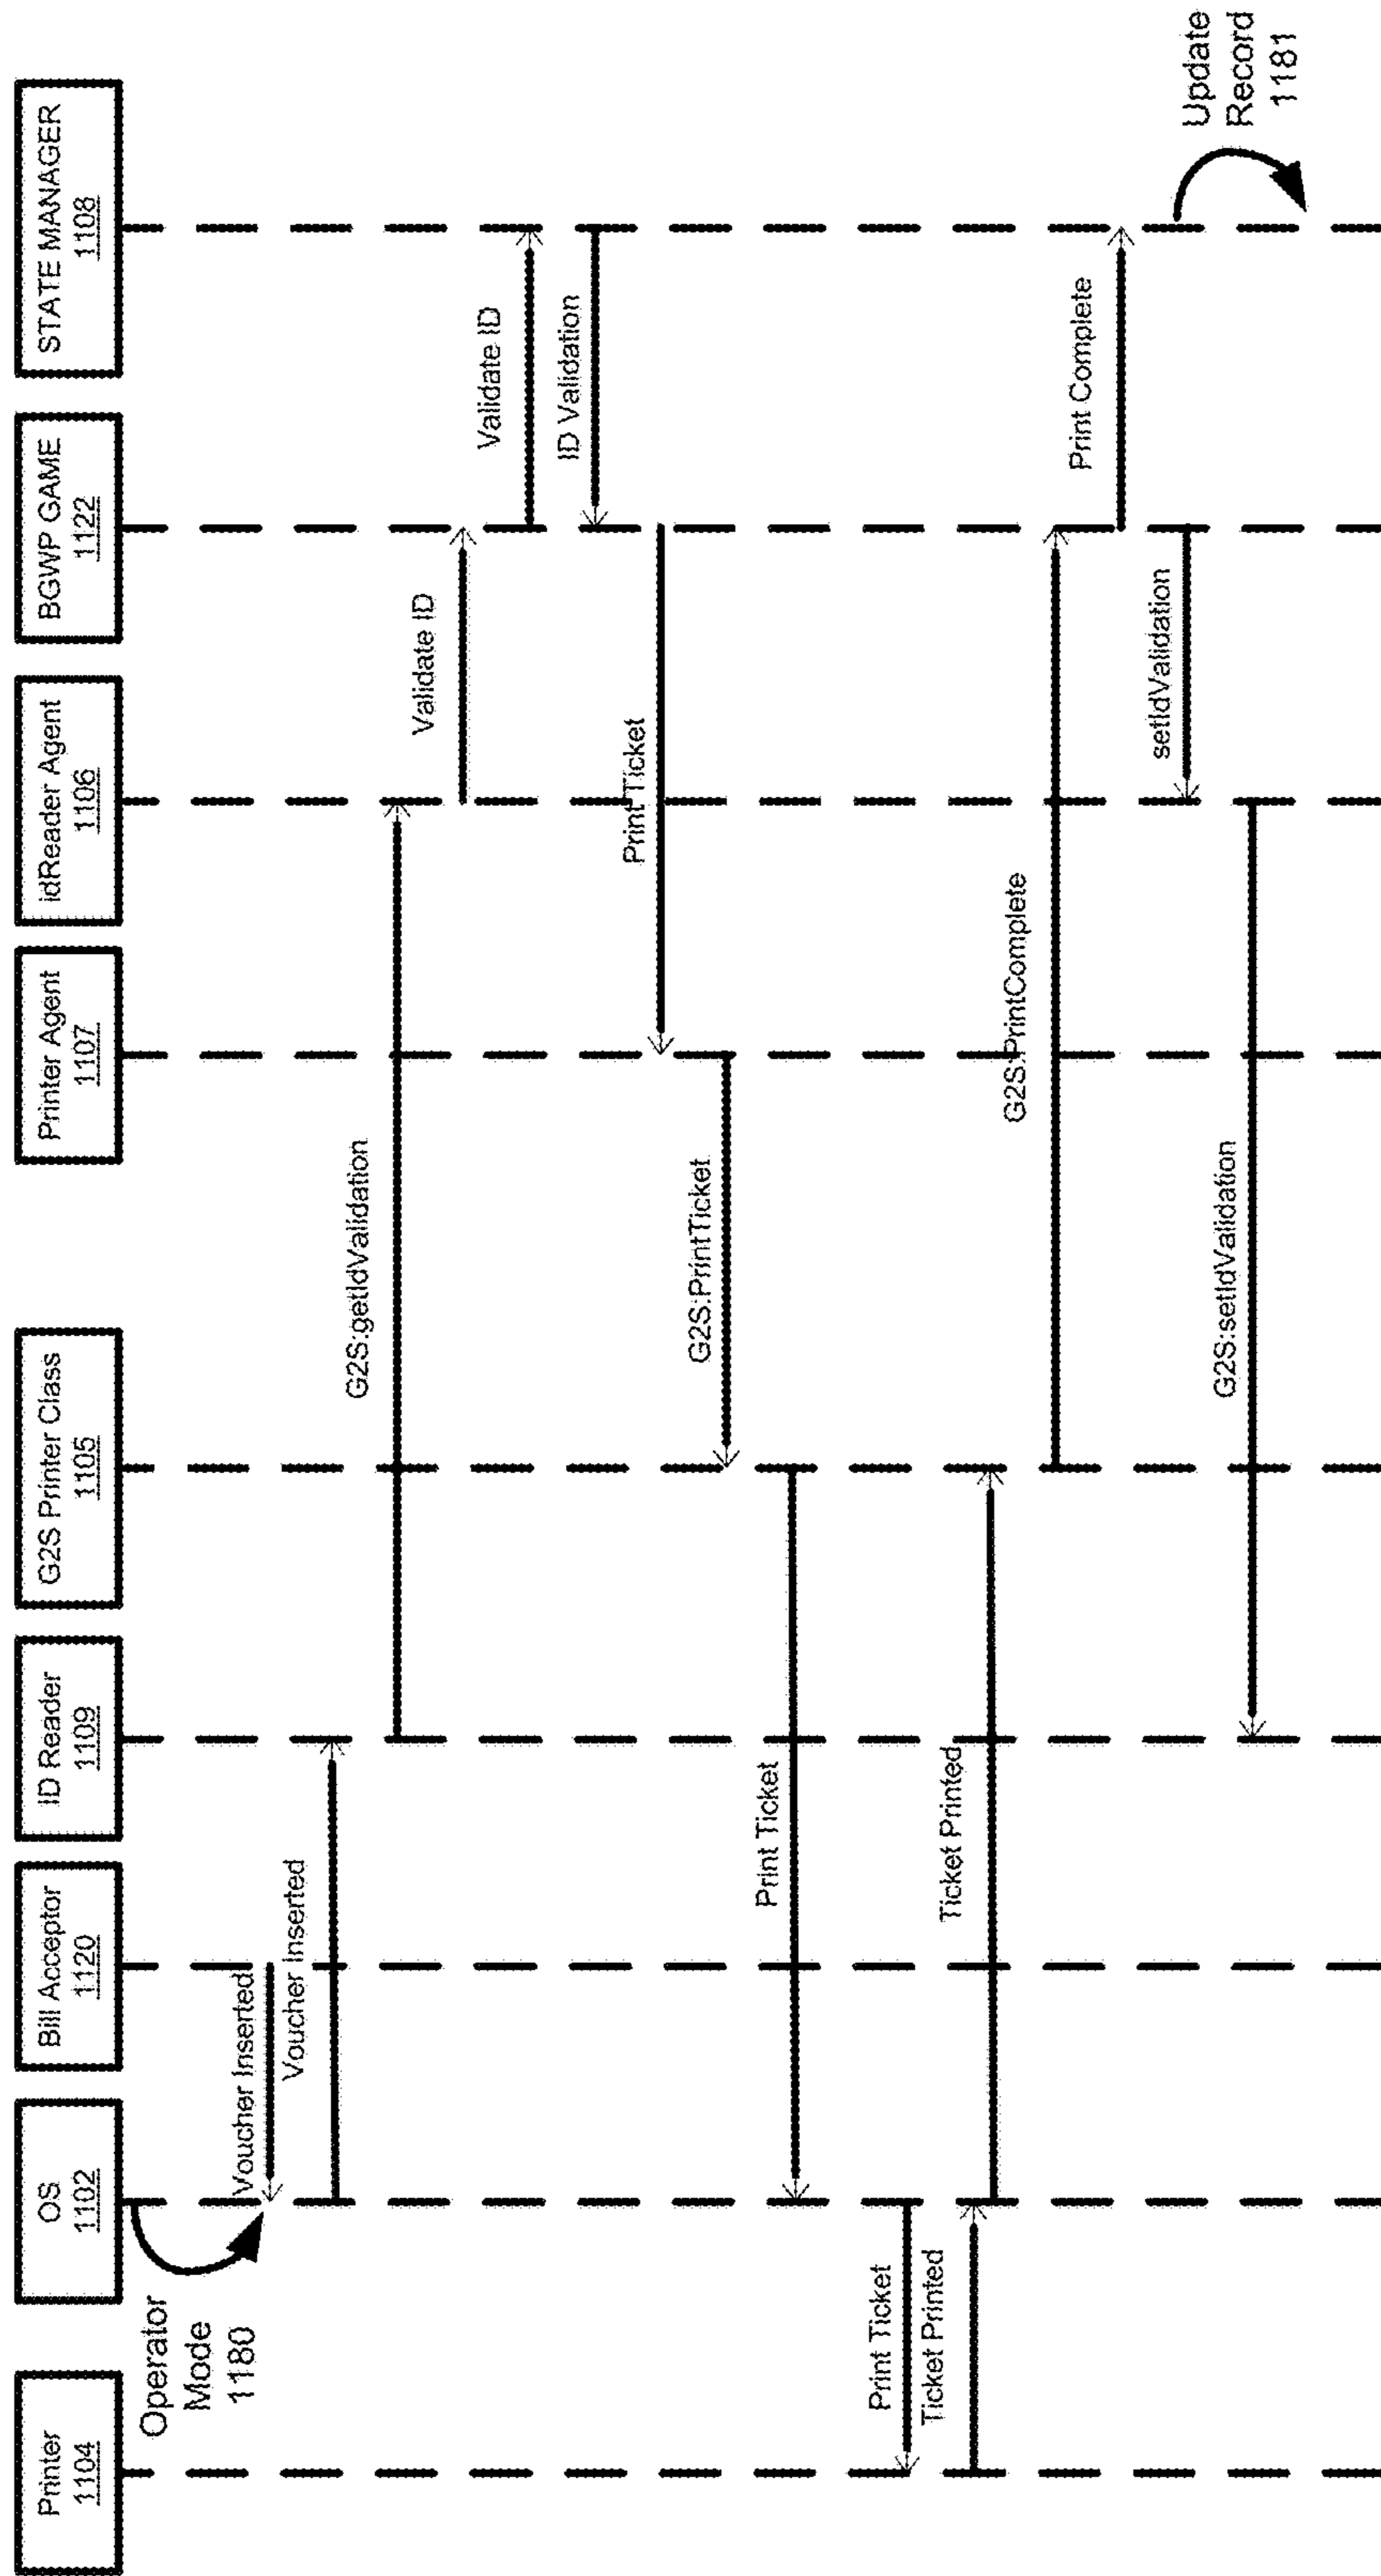 Printer
1104
OS
1102
Bill Acceptor
1120
ID Reader
1109
G2S Printer Class
1105
Printer Agent
1107
idReader Agent
1106
BGWP GAME
1122
STATE MANAGER
1108
Operator
Mode
1180
Voucher Inserted
Voucher Inserted
G2S:getIdValidation
Validate ID
Validate ID
ID Validation
Print Ticket
G2S:PrintTicket
Print Ticket
Print Ticket
Ticket Printed
Ticket Printed
G2S:PrintComplete
Print Complete
setIdValidation
G2S:setIdValidation
Update
Record
1181